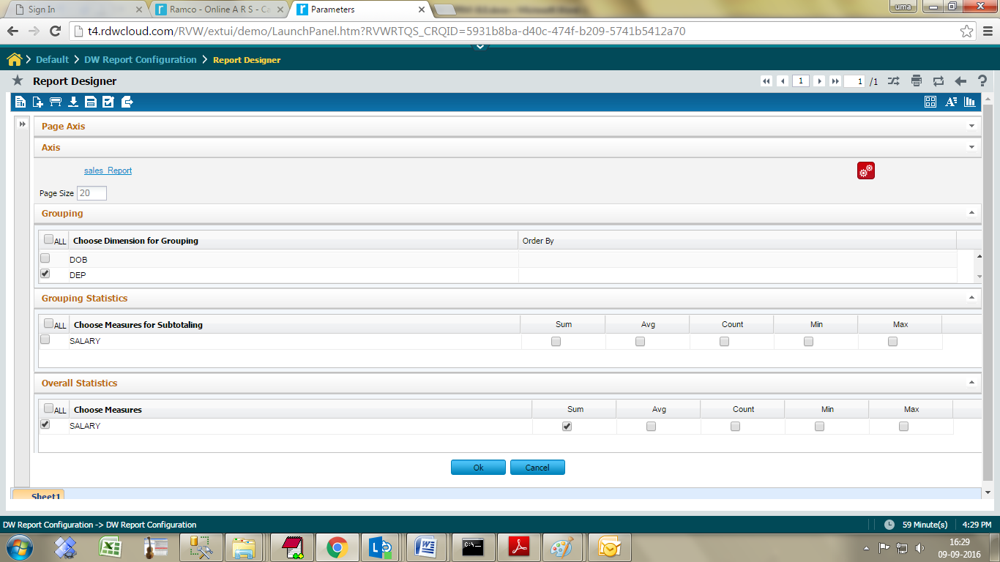 Sign In
Ramco - Online A R S - Ca
Parameters
uma
t4.rdwcloud.com/RVW/extui/demo/LaunchPanel.htm?RVWRTQS_CRQID=5931b8ba-d40c-474f-b209-5741b5412a70
Default > DW Report Configuration > Report Designer
Report Designer
1
1 /1
Page Axis
Axis
sales_Report
Page Size 20
Grouping
ALL Choose Dimension for Grouping Order By
DOB
DEP
Grouping Statistics
ALL Choose Measures for Subtotaling Sum Avg Count Min Max
SALARY
Overall Statistics
ALL Choose Measures Sum Avg Count Min Max
SALARY
Ok Cancel
Sheet1
DW Report Configuration -> DW Report Configuration
59 Minute(s) 4:29 PM
16:29
09-09-2016